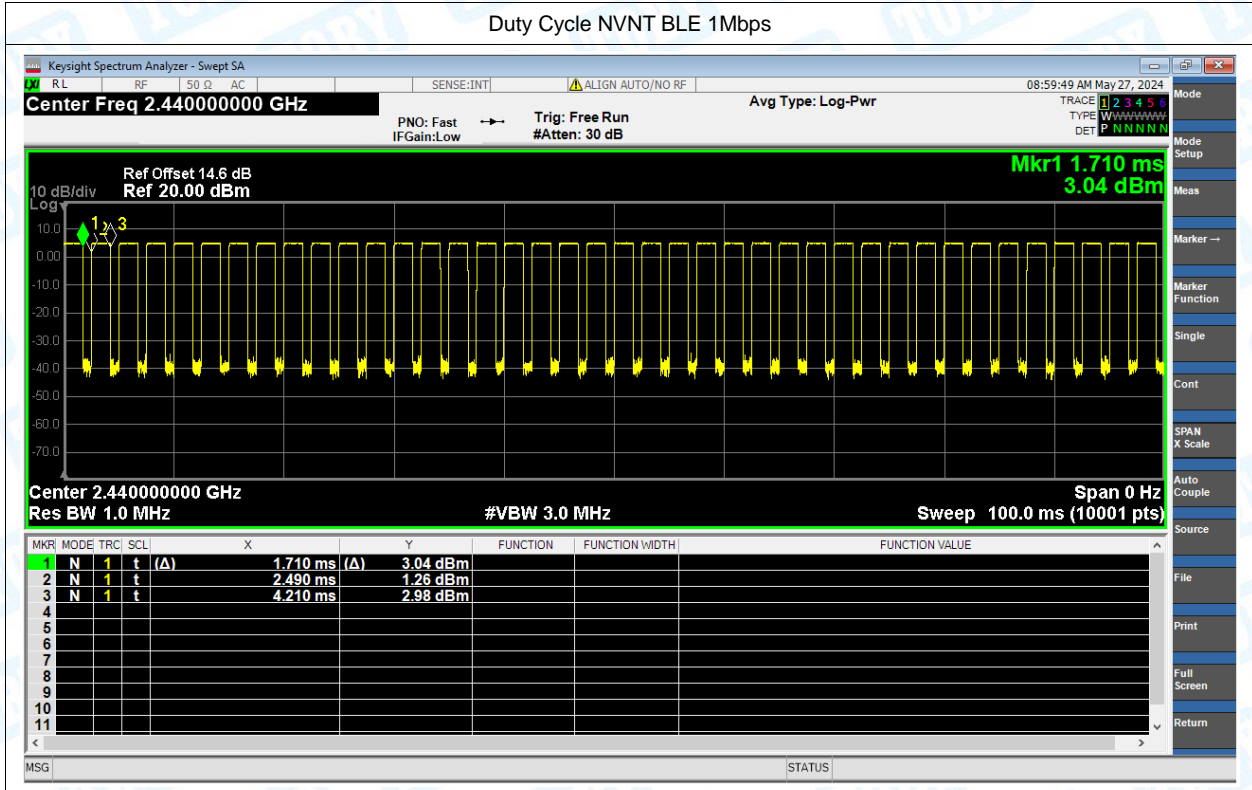 Duty Cycle NVNT BLE 1Mbps
Keysight Spectrum Analyzer - Swept SA
LXI RL RF 50 Ω AC SENSE:INT ALIGN AUTO/NO RF 08:59:49 AM May 27, 2024
Center Freq 2.440000000 GHz Avg Type: Log-Pwr TRACE 1 2 3 4 5 6
PNO: Fast Trig: Free Run TYPE WWWWWW
IFGain:Low #Atten: 30 dB DET P N N N N N
Mkr1 1.710 ms
3.04 dBm
Ref Offset 14.6 dB
10 dB/div Ref 20.00 dBm
Log
1 2 3
10.0
0.00
-10.0
-20.0
-30.0
-40.0
-50.0
-60.0
-70.0
Center 2.440000000 GHz Span 0 Hz
Res BW 1.0 MHz #VBW 3.0 MHz Sweep 100.0 ms (10001 pts)
MKR MODE TRC SCL X Y FUNCTION FUNCTION WIDTH FUNCTION VALUE
1 N 1 t (Δ) 1.710 ms (Δ) 3.04 dBm
2 N 1 t 2.490 ms 1.26 dBm
3 N 1 t 4.210 ms 2.98 dBm
4
5
6
7
8
9
10
11
MSG STATUS
Mode
Mode
Setup
Meas
Marker →
Marker
Function
Single
Cont
SPAN
X Scale
Auto
Couple
Source
File
Print
Full
Screen
Return